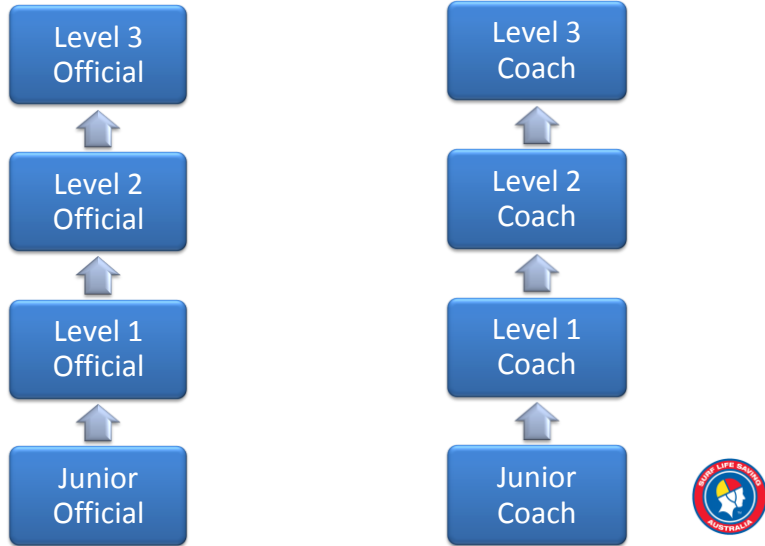 Level 3
Official
Level 2
Official
Level 1
Official
Junior
Official
Level 3
Coach
Level 2
Coach
Level 1
Coach
Junior
Coach
SURF LIFE SAVING
AUSTRALIA